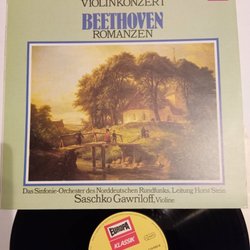 VIOLINKONZERT
BEETHOVEN
ROMANZEN
Das Sinfonie-Orchester des Norddeutschen Rundfunks, Leitung Horst Stein
Saschko Gawriloff, Violine
EUROPA
KLASSIK